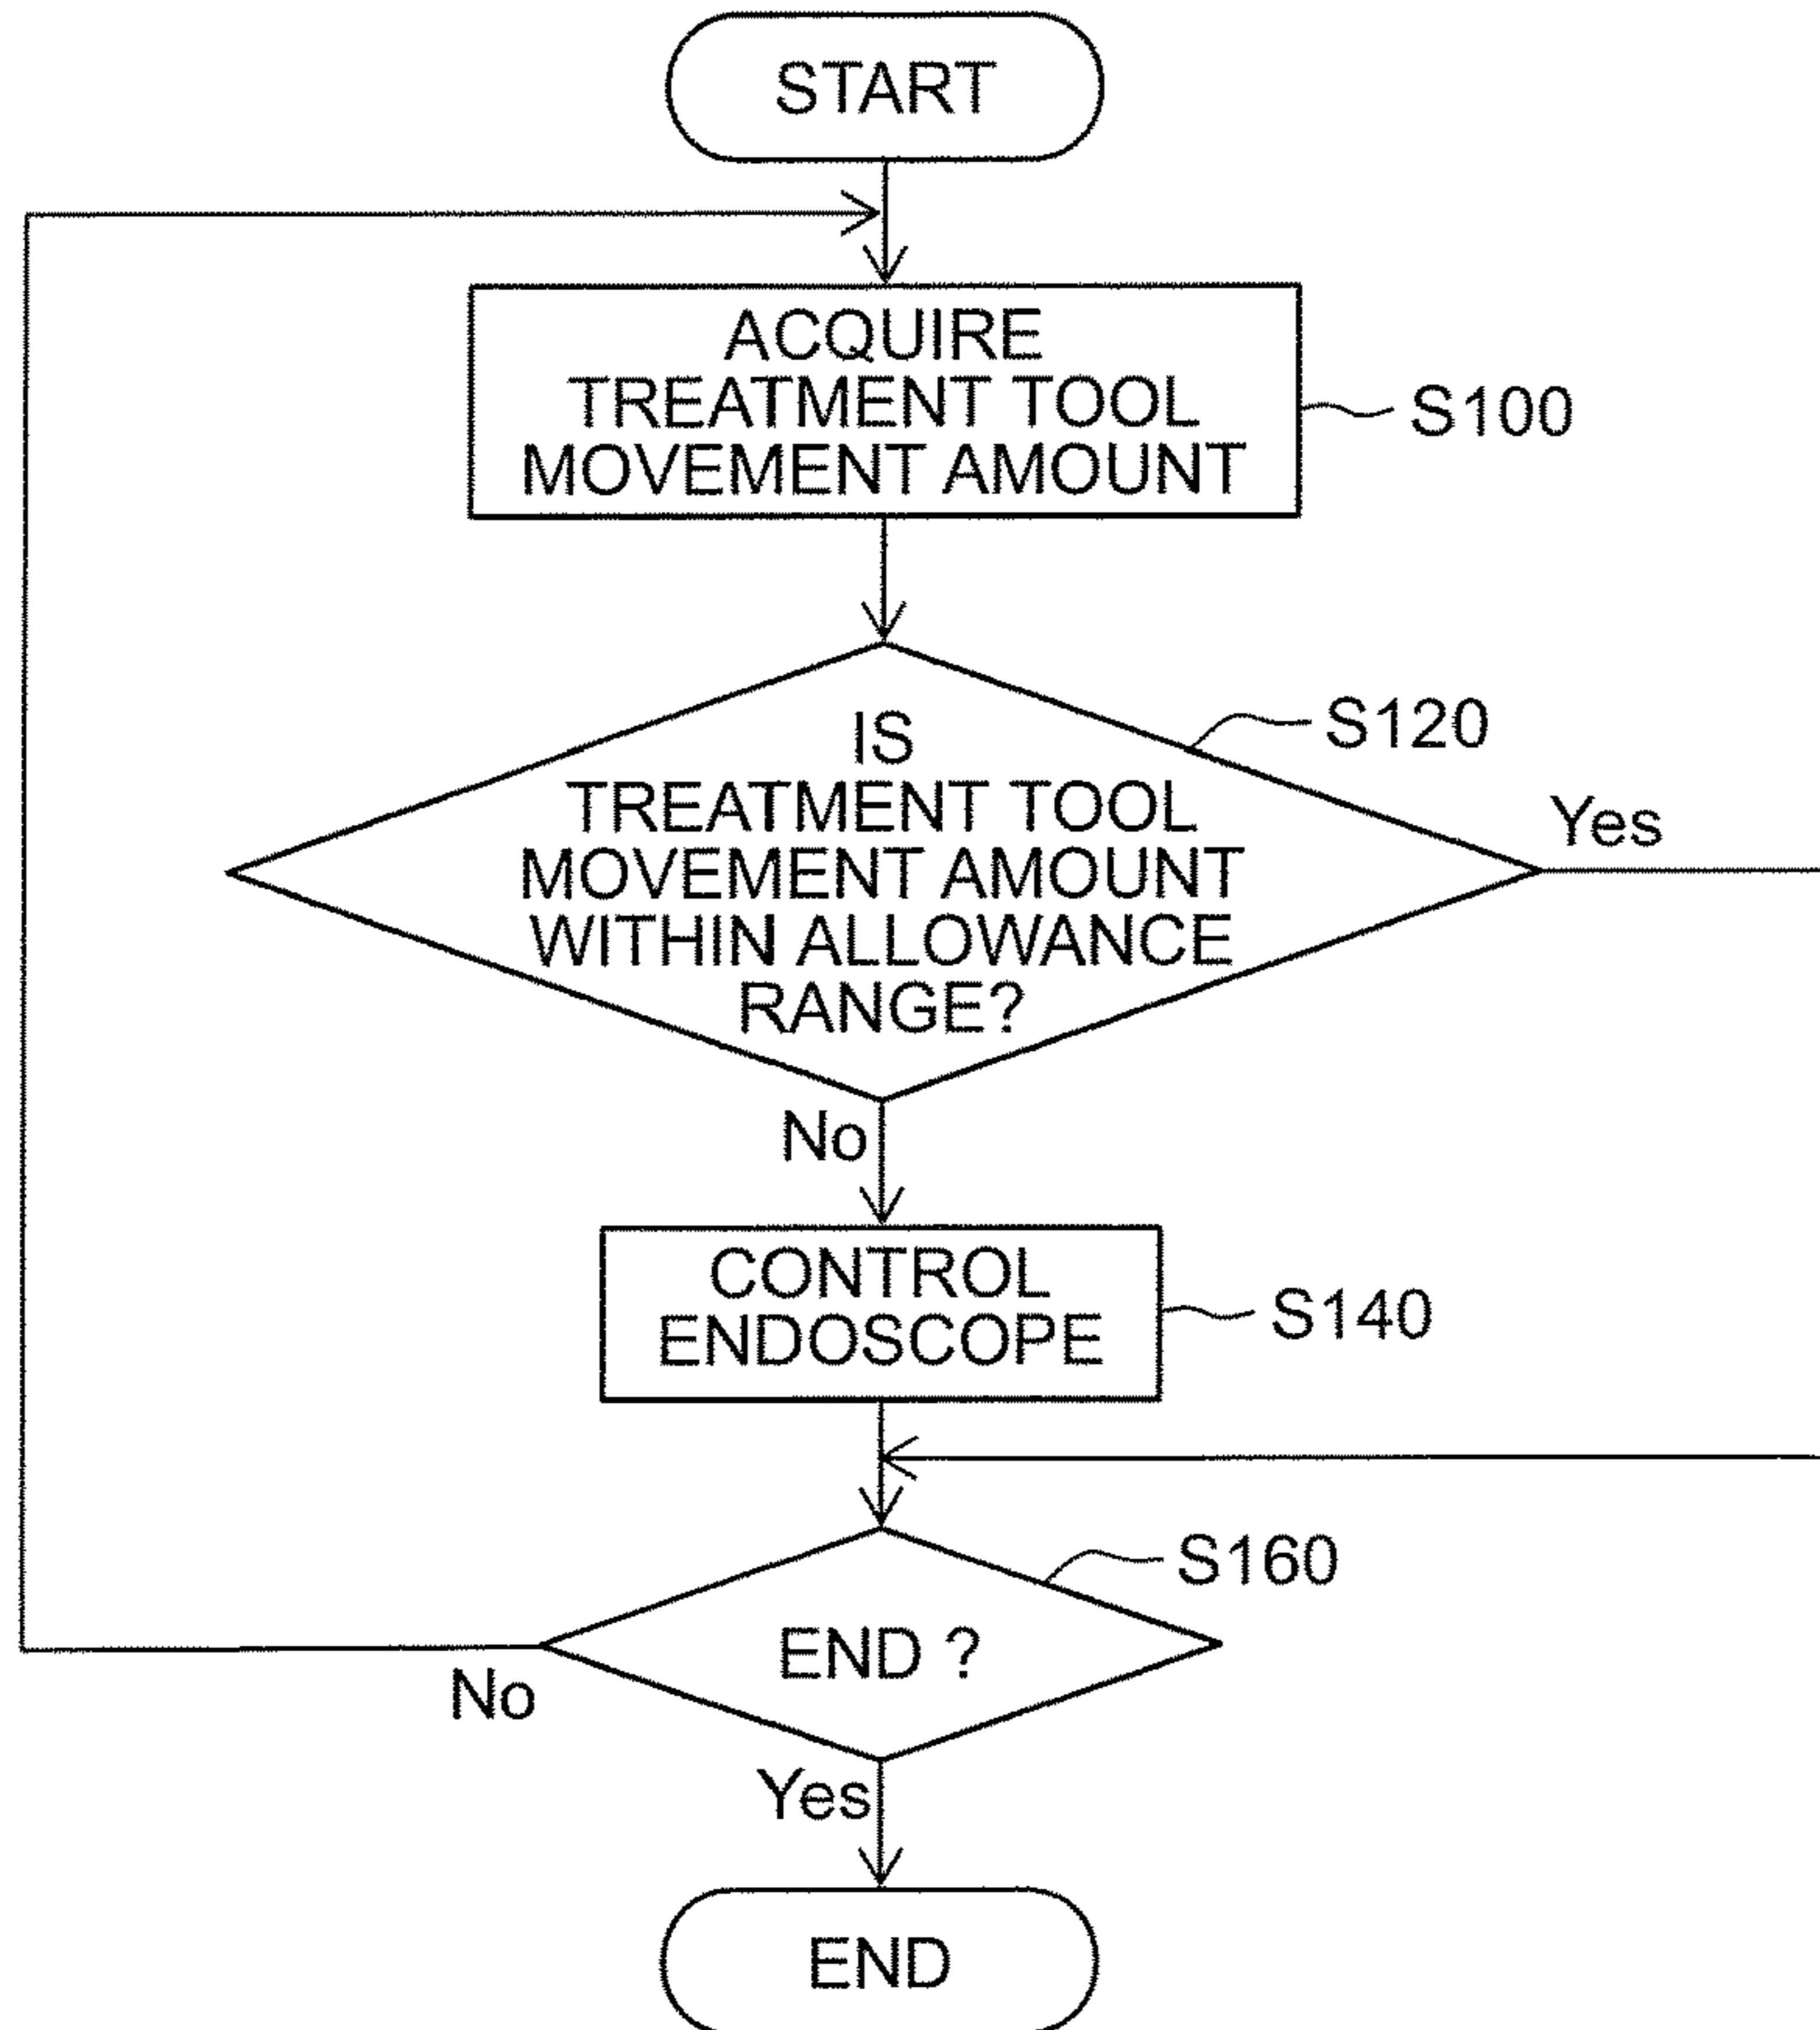 START
ACQUIRE
TREATMENT TOOL
MOVEMENT AMOUNT
S100
IS
TREATMENT TOOL
MOVEMENT AMOUNT
WITHIN ALLOWANCE
RANGE?
S120
Yes
No
CONTROL
ENDOSCOPE
S140
S160
END ?
No
Yes
END